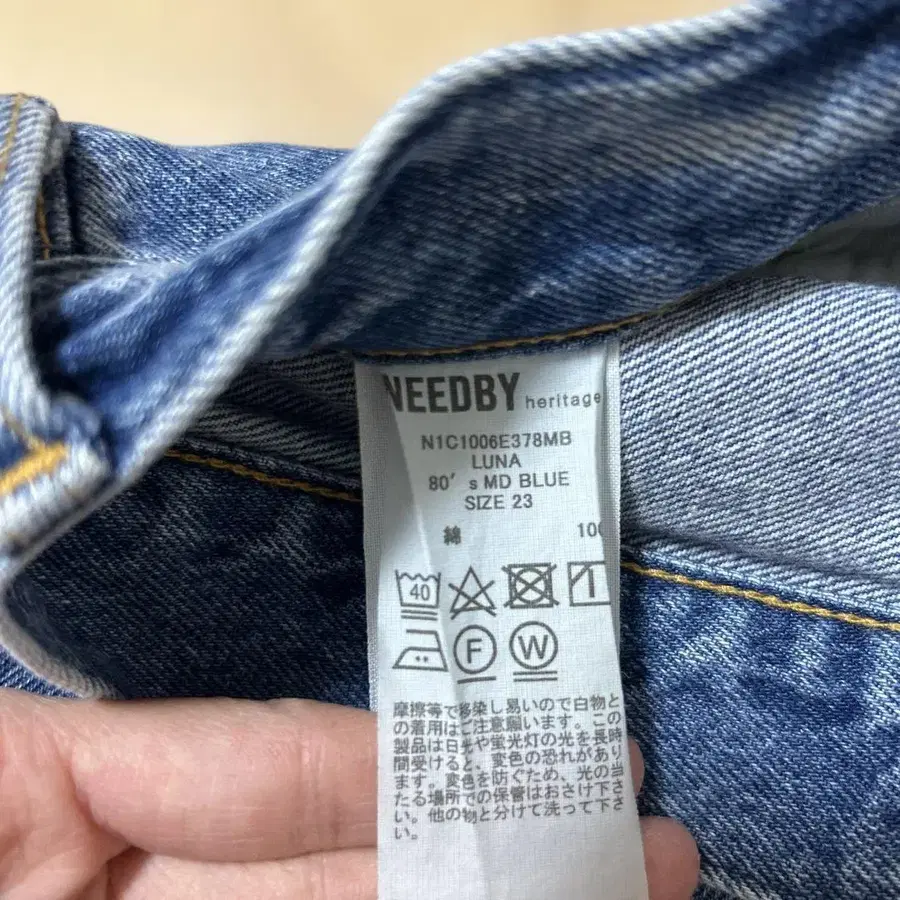 NEEDBY heritage
N1C1006E378MB
LUNA
80's MD BLUE
SIZE 23
綿 100
40
F W
摩擦等で移染し易いので白物と
の着用はご注意願います。この
製品は日光や蛍光灯の光を長時
間受けると、変色の恐れがあり
ます。変色を防ぐため、光の当
たる場所での保管はおさけ下さ
い。他の物と分けて洗って下さ
い。